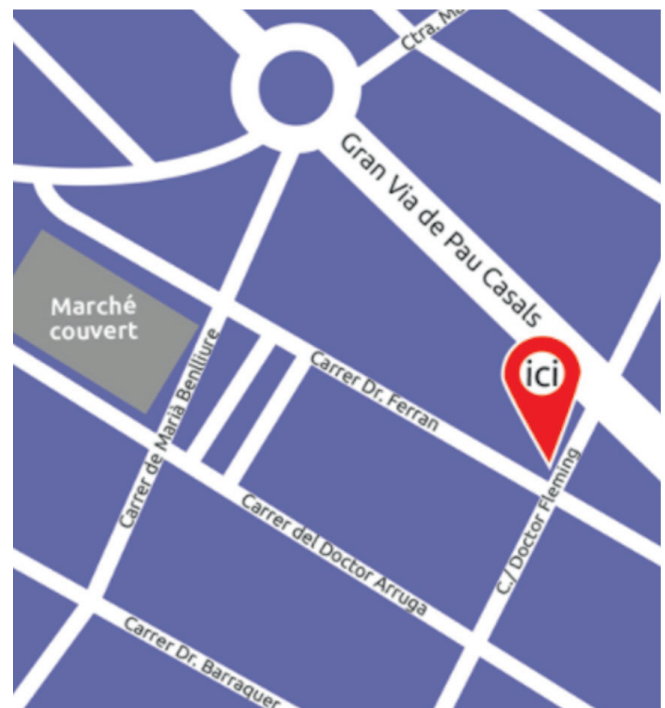 Ctra. Ma
Gran Via de Pau Casals
Marché
couvert
ici
Carrer de Marià Benlliure
Carrer Dr. Ferran
C./ Doctor Fleming
Carrer del Doctor Arruga
Carrer Dr. Barraquer